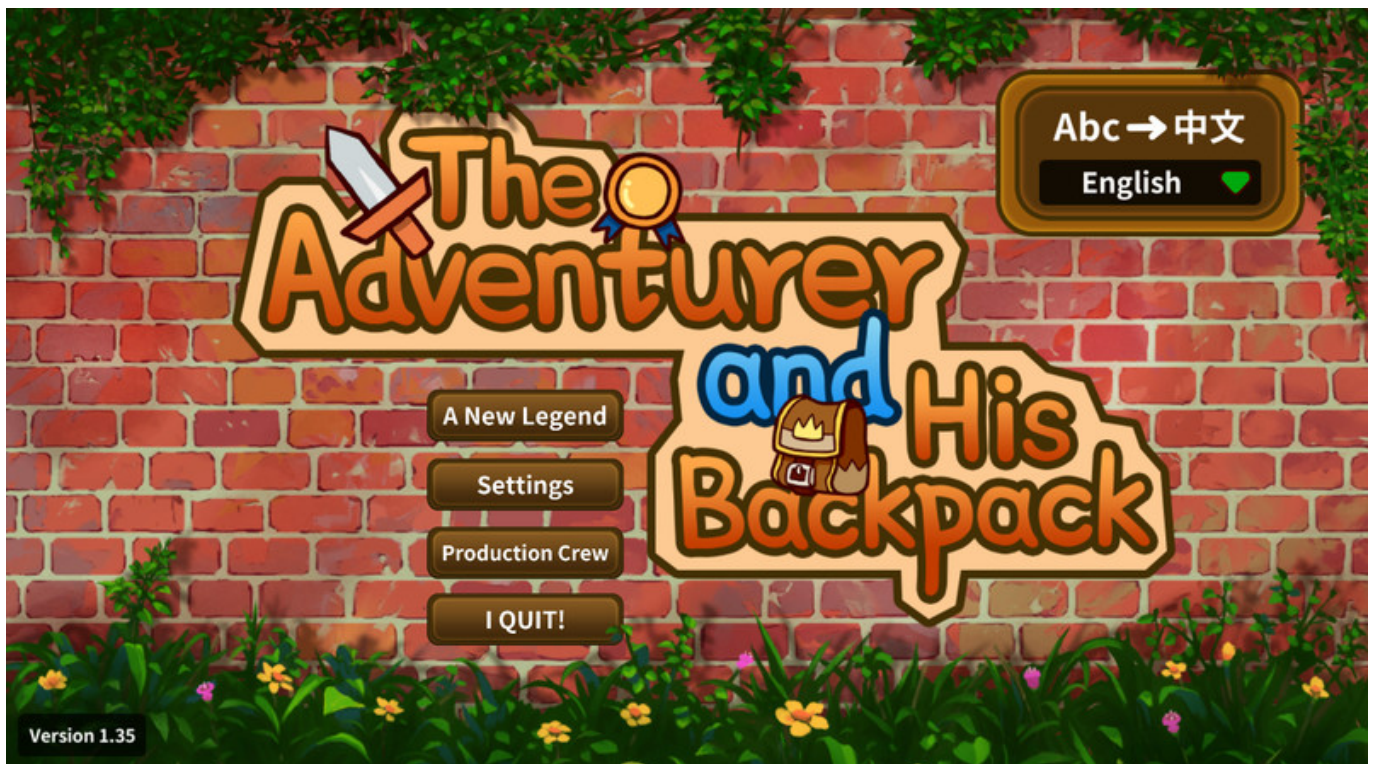 The
Adventurer
and His
Backpack
Abc→中文
English
A New Legend
Settings
Production Crew
I QUIT!
Version 1.35